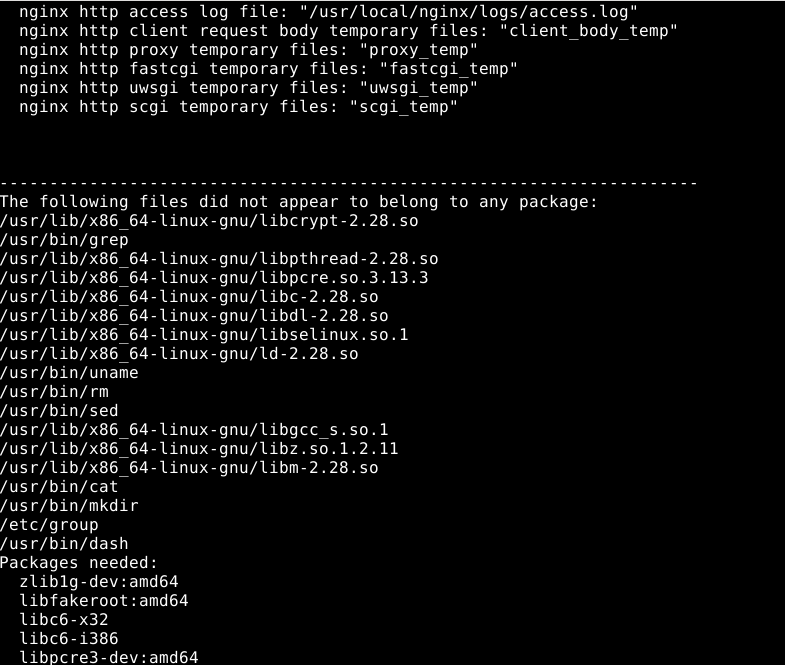 nginx http access log file: "/usr/local/nginx/logs/access.log"
nginx http client request body temporary files: "client_body_temp"
nginx http proxy temporary files: "proxy_temp"
nginx http fastcgi temporary files: "fastcgi_temp"
nginx http uwsgi temporary files: "uwsgi_temp"
nginx http scgi temporary files: "scgi_temp"
----------------------------------------------------------------------
The following files did not appear to belong to any package:
/usr/lib/x86_64-linux-gnu/libcrypt-2.28.so
/usr/bin/grep
/usr/lib/x86_64-linux-gnu/libpthread-2.28.so
/usr/lib/x86_64-linux-gnu/libpcre.so.3.13.3
/usr/lib/x86_64-linux-gnu/libc-2.28.so
/usr/lib/x86_64-linux-gnu/libdl-2.28.so
/usr/lib/x86_64-linux-gnu/libselinux.so.1
/usr/lib/x86_64-linux-gnu/ld-2.28.so
/usr/bin/uname
/usr/bin/rm
/usr/bin/sed
/usr/lib/x86_64-linux-gnu/libgcc_s.so.1
/usr/lib/x86_64-linux-gnu/libz.so.1.2.11
/usr/lib/x86_64-linux-gnu/libm-2.28.so
/usr/bin/cat
/usr/bin/mkdir
/etc/group
/usr/bin/dash
Packages needed:
zlib1g-dev:amd64
libfakeroot:amd64
libc6-x32
libc6-i386
libpcre3-dev:amd64